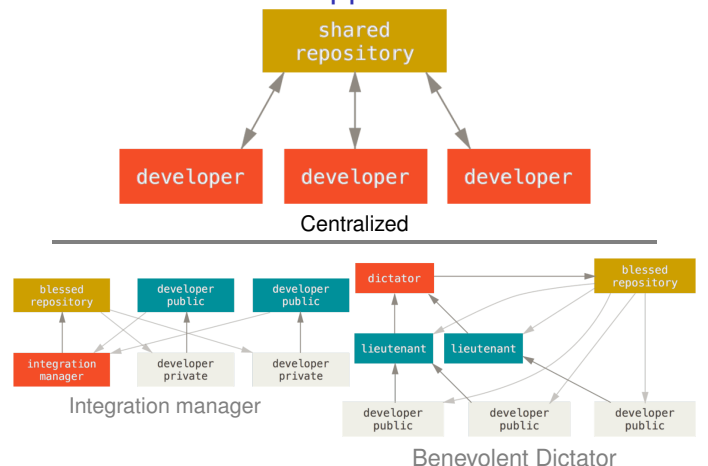 shared
repository
developer
developer
developer
Centralized
blessed
repository
developer
public
developer
public
integration
manager
developer
private
developer
private
Integration manager
dictator
blessed
repository
lieutenant
lieutenant
developer
public
developer
public
developer
public
Benevolent Dictator